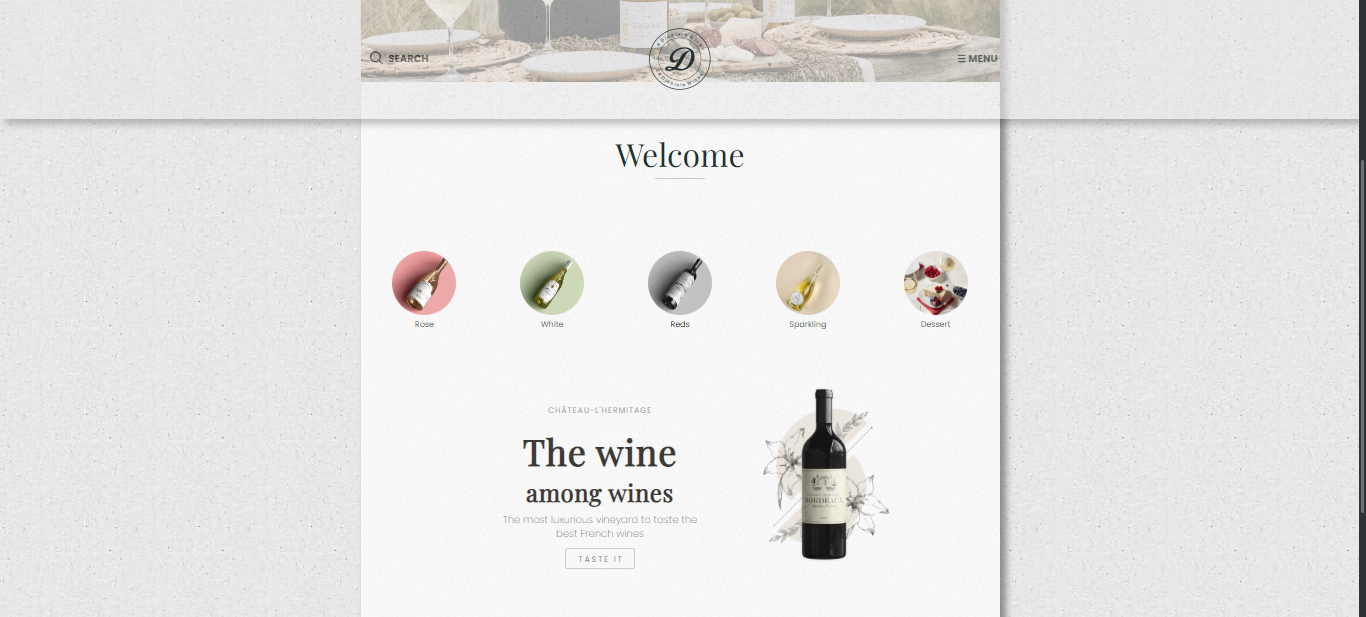 SEARCH
D
MENU
Welcome
Rose
White
Reds
Sparkling
Dessert
CHÂTEAU-L'HERMITAGE
The wine
among wines
The most luxurious vineyard to taste the
best French wines
TASTE IT
BORDEAUX